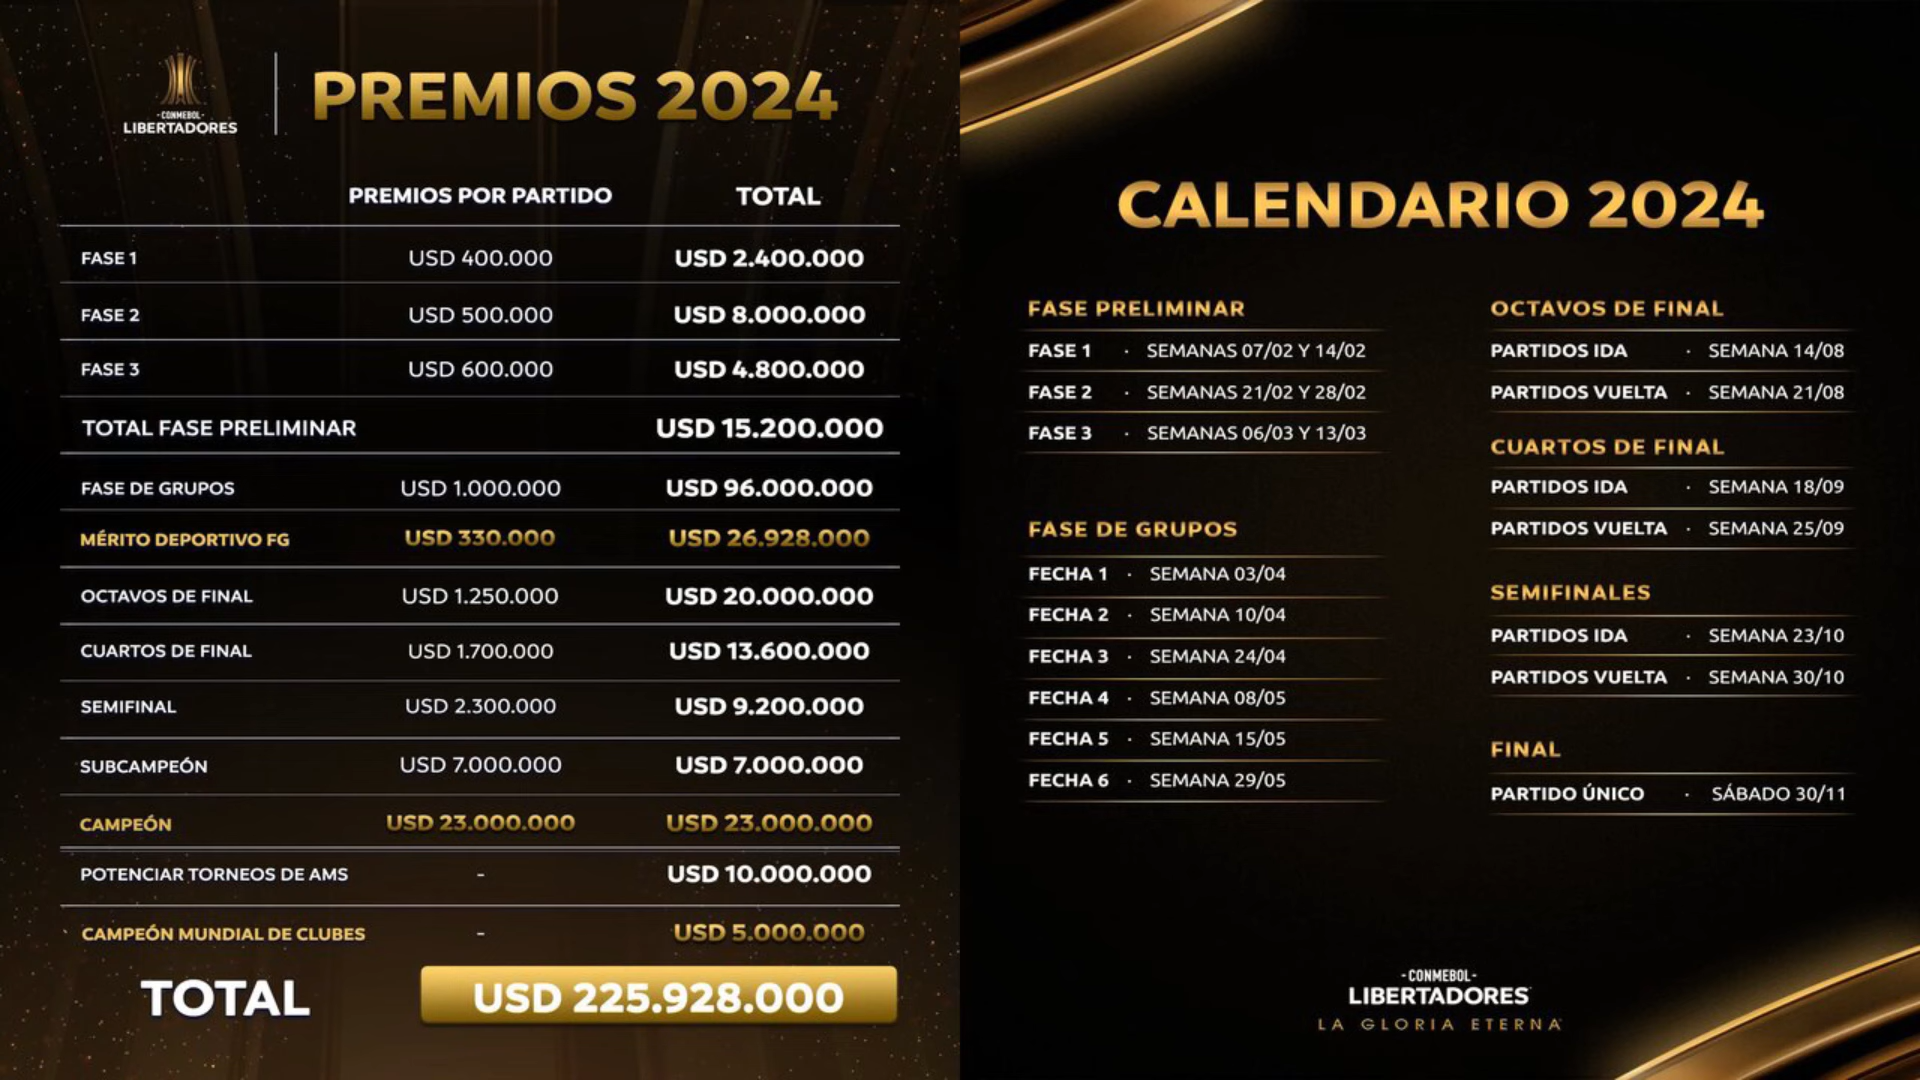 - CONMEBOL -
LIBERTADORES
PREMIOS 2024
PREMIOS POR PARTIDO TOTAL
FASE 1 USD 400.000 USD 2.400.000
FASE 2 USD 500.000 USD 8.000.000
FASE 3 USD 600.000 USD 4.800.000
TOTAL FASE PRELIMINAR USD 15.200.000
FASE DE GRUPOS USD 1.000.000 USD 96.000.000
MÉRITO DEPORTIVO FG USD 330.000 USD 26.928.000
OCTAVOS DE FINAL USD 1.250.000 USD 20.000.000
CUARTOS DE FINAL USD 1.700.000 USD 13.600.000
SEMIFINAL USD 2.300.000 USD 9.200.000
SUBCAMPEÓN USD 7.000.000 USD 7.000.000
CAMPEÓN USD 23.000.000 USD 23.000.000
POTENCIAR TORNEOS DE AMS - USD 10.000.000
CAMPEÓN MUNDIAL DE CLUBES - USD 5.000.000
TOTAL USD 225.928.000
CALENDARIO 2024
FASE PRELIMINAR
FASE 1 · SEMANAS 07/02 Y 14/02
FASE 2 · SEMANAS 21/02 Y 28/02
FASE 3 · SEMANAS 06/03 Y 13/03
FASE DE GRUPOS
FECHA 1 · SEMANA 03/04
FECHA 2 · SEMANA 10/04
FECHA 3 · SEMANA 24/04
FECHA 4 · SEMANA 08/05
FECHA 5 · SEMANA 15/05
FECHA 6 · SEMANA 29/05
OCTAVOS DE FINAL
PARTIDOS IDA · SEMANA 14/08
PARTIDOS VUELTA · SEMANA 21/08
CUARTOS DE FINAL
PARTIDOS IDA · SEMANA 18/09
PARTIDOS VUELTA · SEMANA 25/09
SEMIFINALES
PARTIDOS IDA · SEMANA 23/10
PARTIDOS VUELTA · SEMANA 30/10
FINAL
PARTIDO ÚNICO · SÁBADO 30/11
- CONMEBOL -
LIBERTADORES
LA GLORIA ETERNA